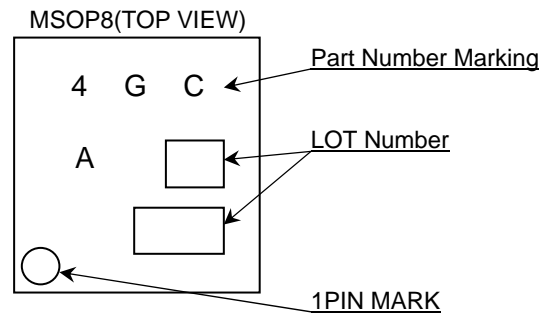 MSOP8(TOP VIEW)
Part Number Marking
4 G C
LOT Number
A
1PIN MARK